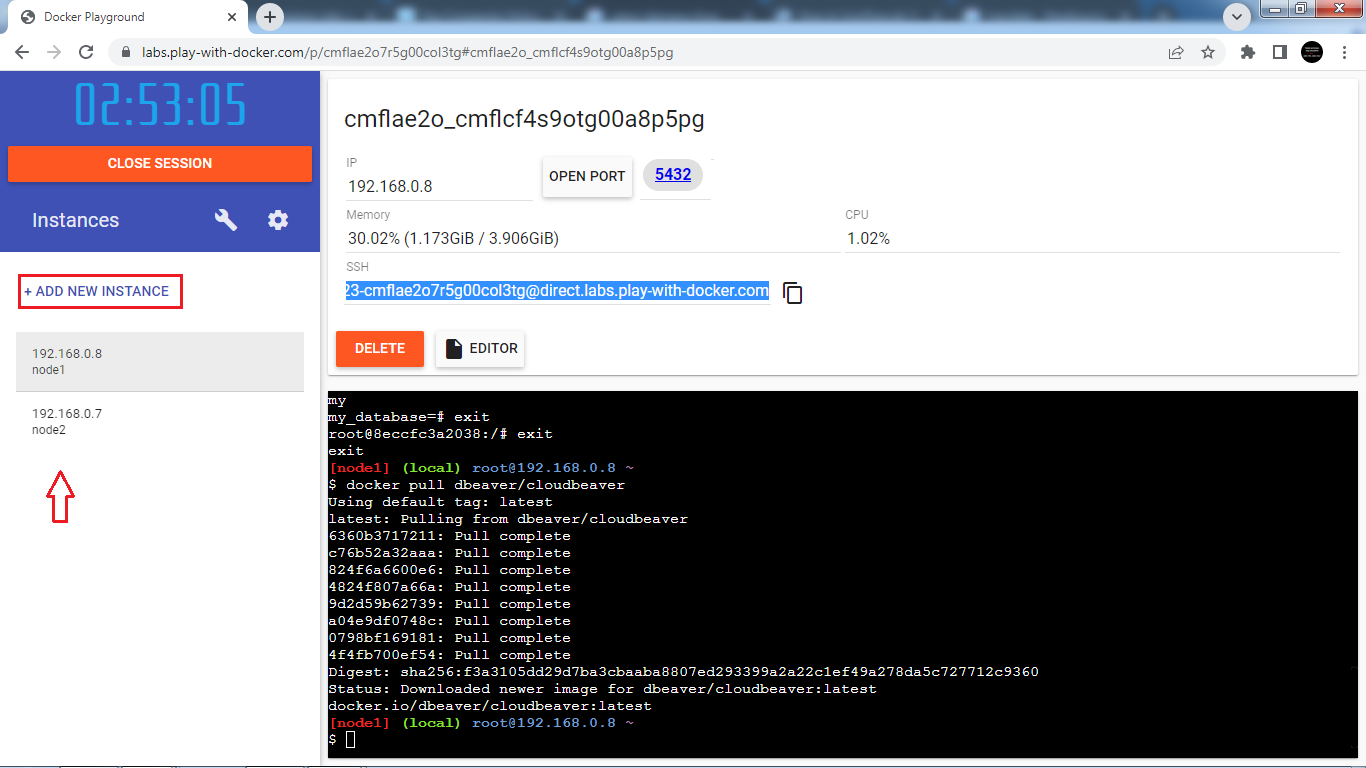 Docker Playground
labs.play-with-docker.com/p/cmflae2o7r5g00col3tg#cmflae2o_cmflcf4s9otg00a8p5pg
02:53:05
CLOSE SESSION
Instances
+ ADD NEW INSTANCE
192.168.0.8
node1
192.168.0.7
node2
cmflae2o_cmflcf4s9otg00a8p5pg
IP
192.168.0.8
OPEN PORT
5432
Memory
30.02% (1.173GiB / 3.906GiB)
CPU
1.02%
SSH
23-cmflae2o7r5g00col3tg@direct.labs.play-with-docker.com
DELETE
EDITOR
my
my_database=# exit
root@8eccfc3a2038:/# exit
exit
[node1] (local) root@192.168.0.8 ~
$ docker pull dbeaver/cloudbeaver
Using default tag: latest
latest: Pulling from dbeaver/cloudbeaver
6360b3717211: Pull complete
c76b52a32aaa: Pull complete
824f6a6600e6: Pull complete
4824f807a66a: Pull complete
9d2d59b62739: Pull complete
a04e9df0748c: Pull complete
0798bf169181: Pull complete
4f4fb700ef54: Pull complete
Digest: sha256:f3a3105dd29d7ba3cbaaba8807ed293399a2a22c1ef49a278da5c727712c9360
Status: Downloaded newer image for dbeaver/cloudbeaver:latest
docker.io/dbeaver/cloudbeaver:latest
[node1] (local) root@192.168.0.8 ~
$